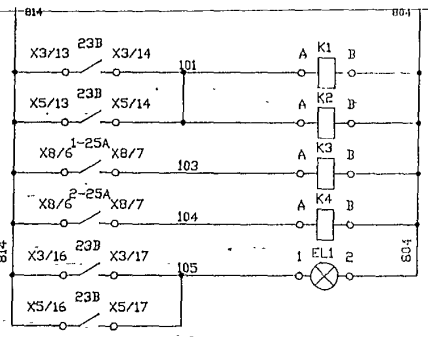 814 804
23B K1
X3/13 X3/14 101 A B
23B K2
X5/13 X5/14 A B
1-25A K3
X8/6 X8/7 103 A B
2-25A K4
X8/6 X8/7 104 A B
814 23B EL1 804
X3/16 X3/17 105 1 2
23B
X5/16 X5/17